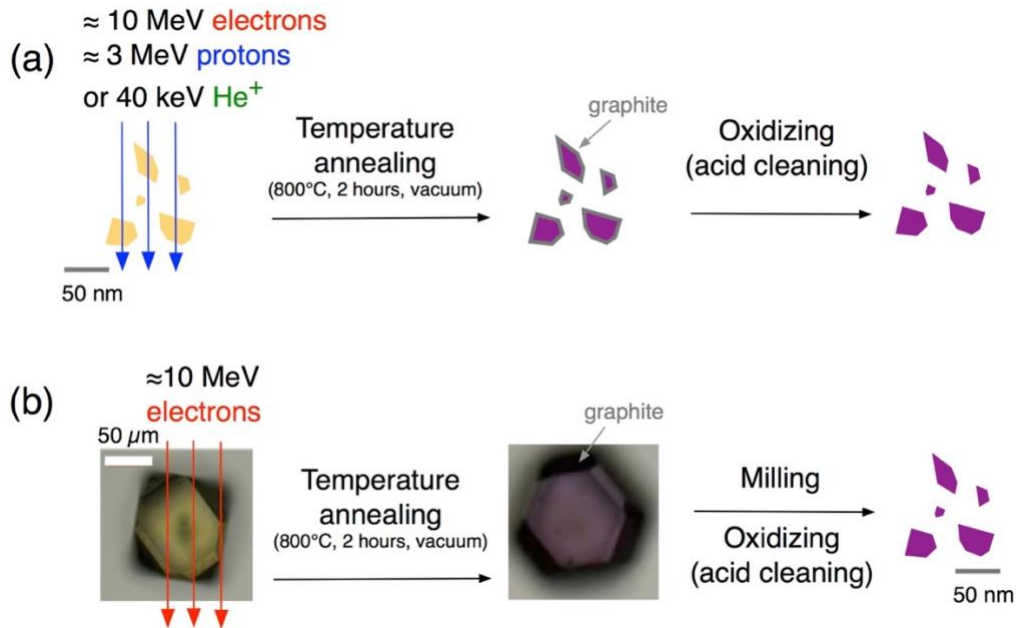 (a)
≈ 10 MeV electrons
≈ 3 MeV protons
or 40 keV He⁺
50 nm
Temperature
annealing
(800°C, 2 hours, vacuum)
graphite
Oxidizing
(acid cleaning)
(b)
≈10 MeV
electrons
50 µm
Temperature
annealing
(800°C, 2 hours, vacuum)
graphite
Milling
Oxidizing
(acid cleaning)
50 nm